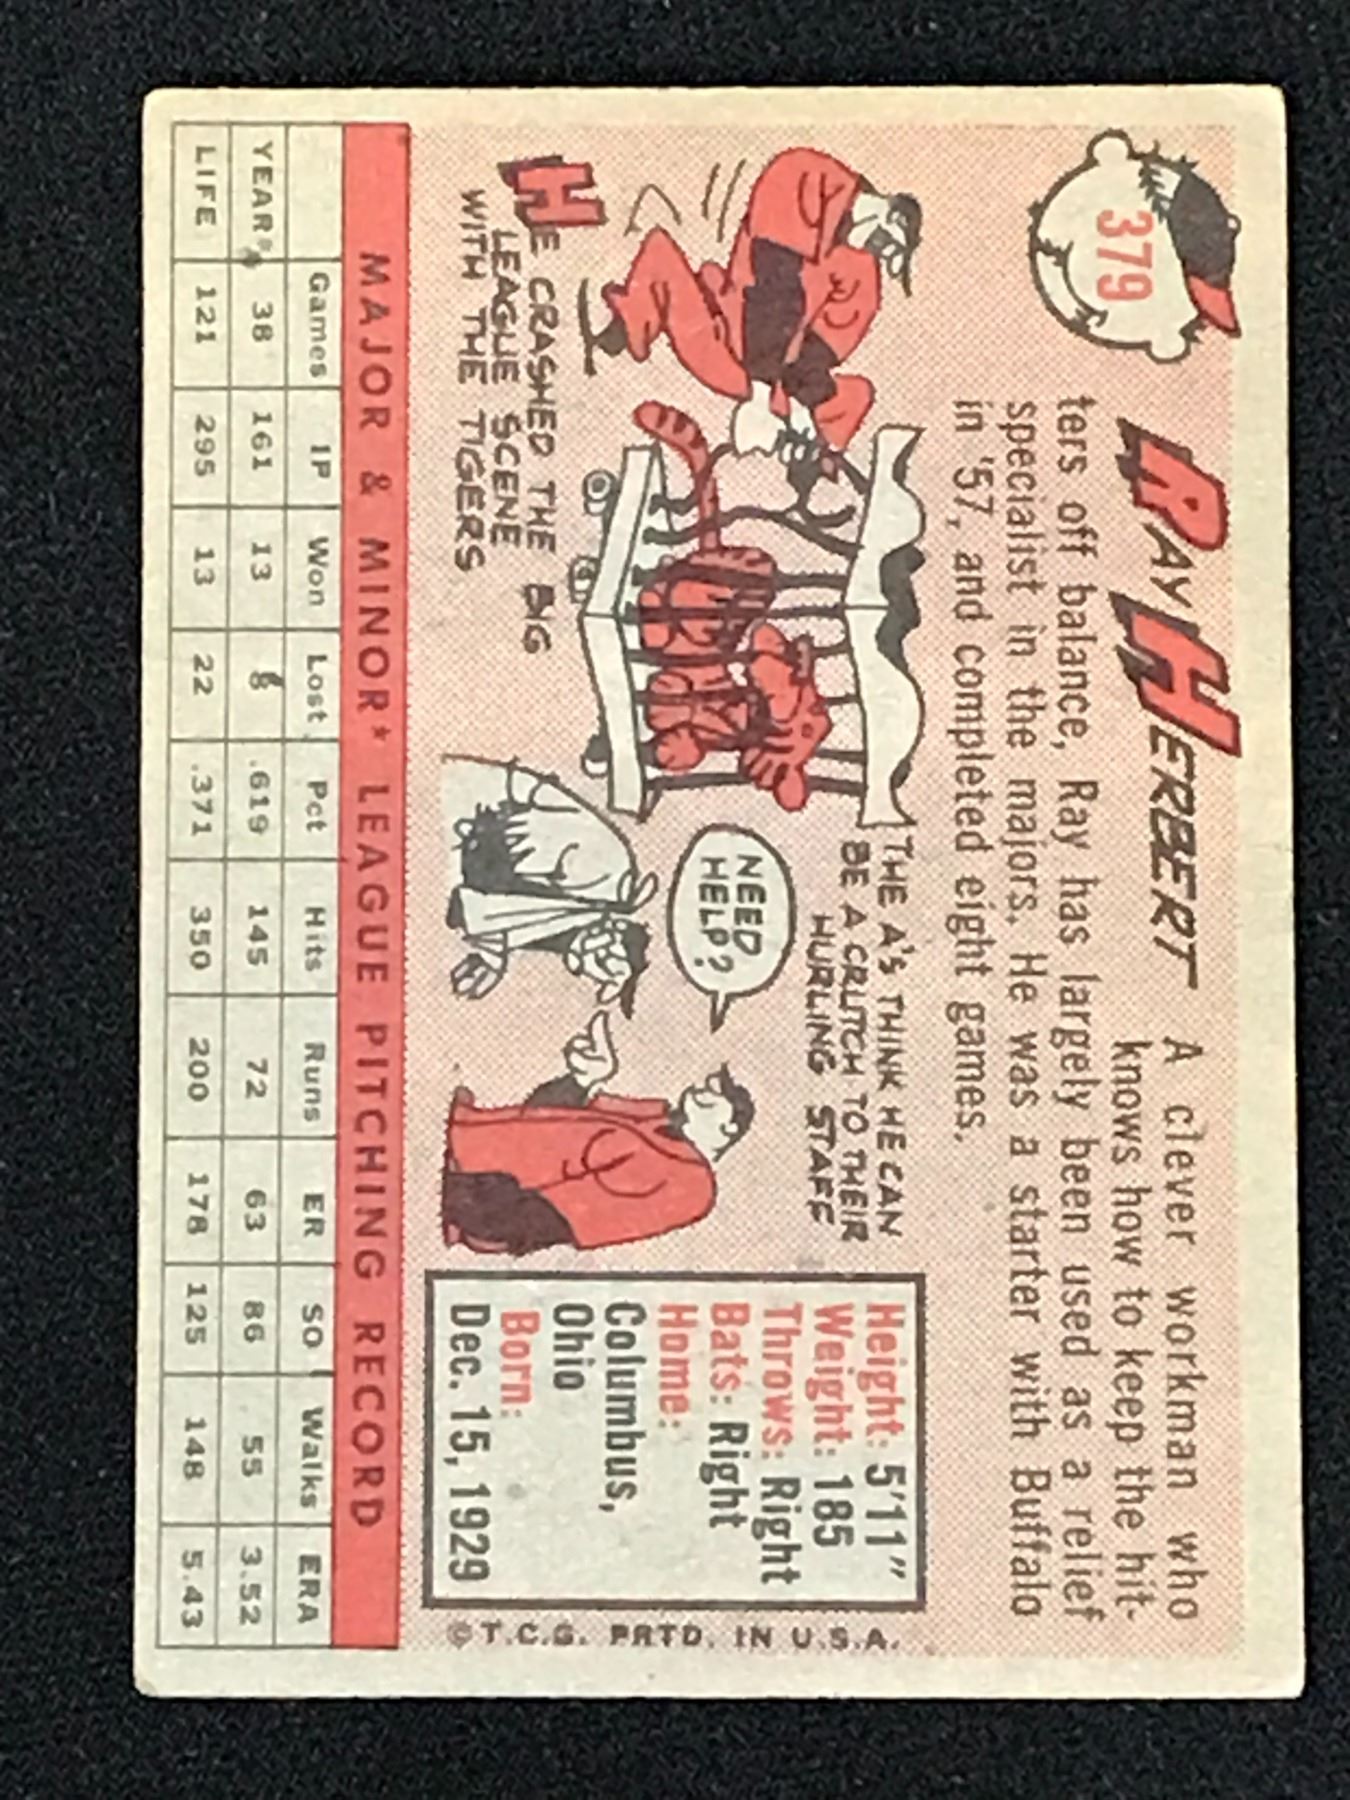 379
RAY HERBERT
A clever workman who
knows how to keep the hit-
ters off balance, Ray has largely been used as a relief
specialist in the majors. He was a starter with Buffalo
in '57, and completed eight games.
THE A'S THINK HE CAN
BE A CRUTCH TO THEIR
HURLING STAFF
NEED
HELP?
HE CRASHED THE BIG
LEAGUE SCENE
WITH THE TIGERS
Height: 5'11"
Weight: 185
Throws: Right
Bats: Right
Home:
Columbus,
Ohio
Born:
Dec. 15, 1929
© T.C.G. PRTD. IN U.S.A.
MAJOR & MINOR* LEAGUE PITCHING RECORD
Games IP Won Lost Pct Hits Runs ER SO Walks ERA
YEAR* 38 161 13 8 .619 145 72 63 86 55 3.52
LIFE 121 295 13 22 .371 350 200 178 125 148 5.43